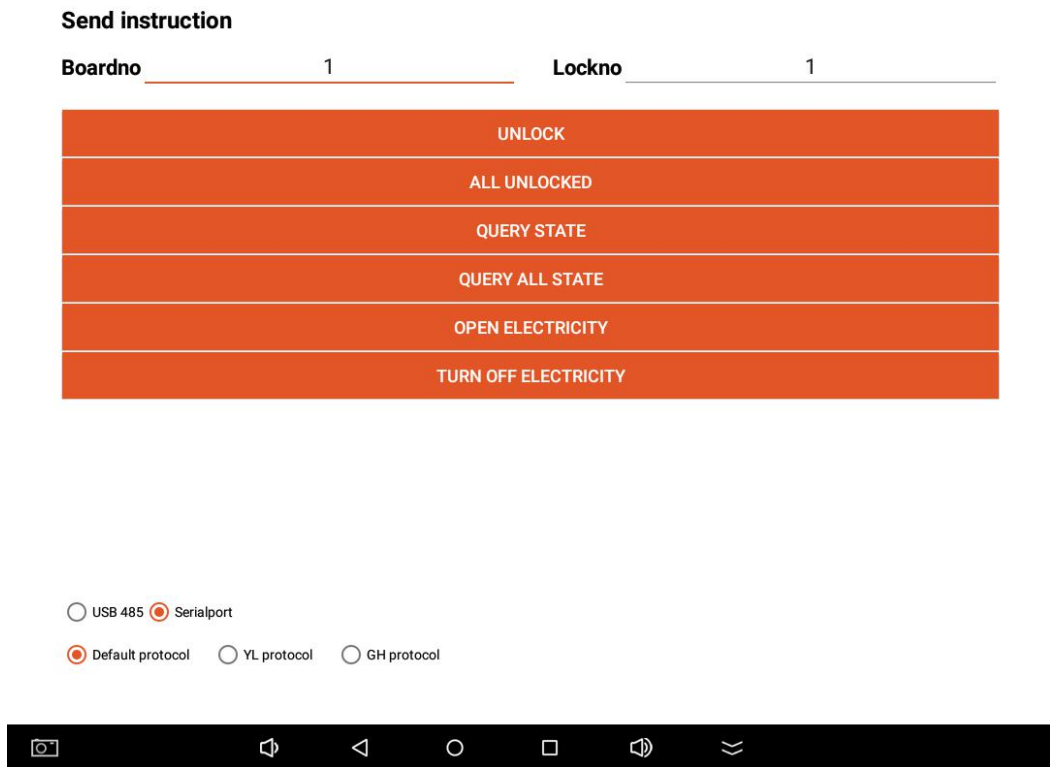 Send instruction
Boardno 1 Lockno 1
UNLOCK
ALL UNLOCKED
QUERY STATE
QUERY ALL STATE
OPEN ELECTRICITY
TURN OFF ELECTRICITY
USB 485 Serialport
Default protocol YL protocol GH protocol